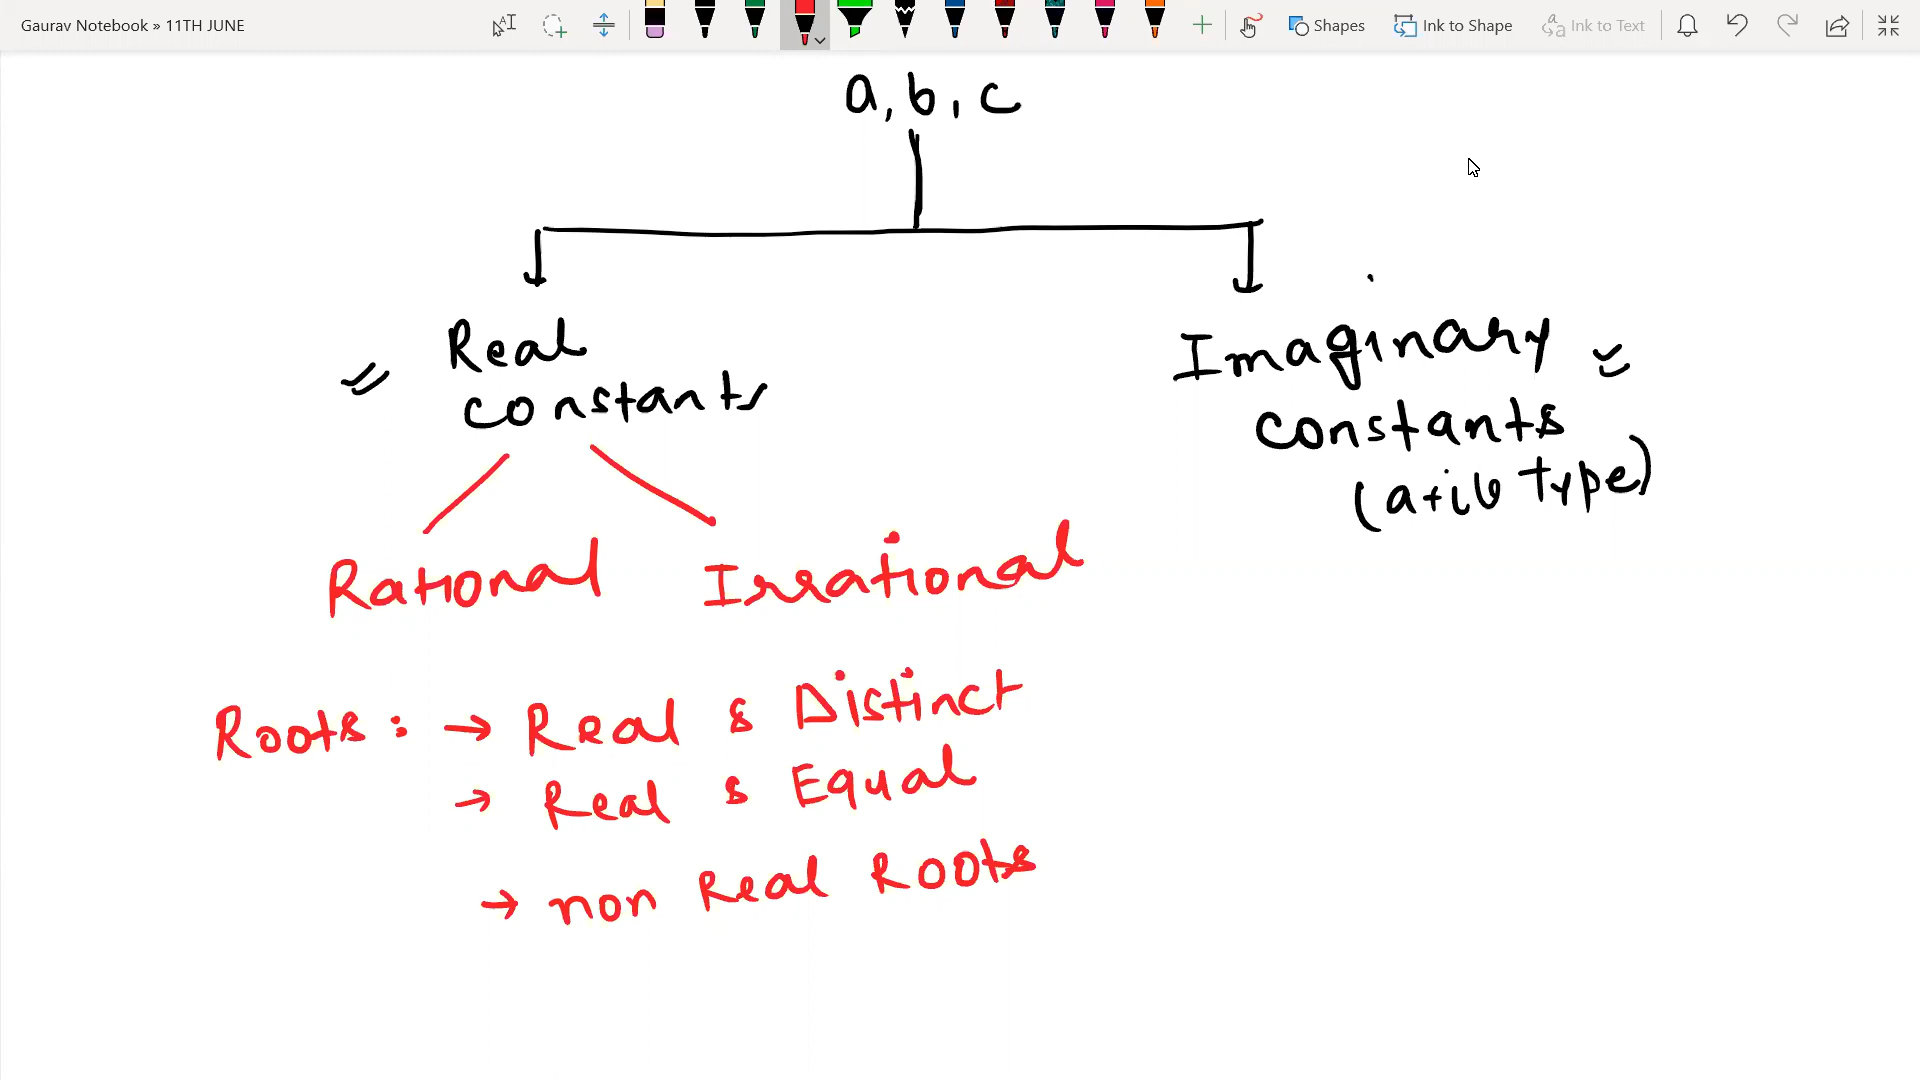 Gaurav Notebook » 11TH JUNE
Shapes
Ink to Shape
Ink to Text
a, b, c
Real
constants
Imaginary
constants
(a+ib Type)
Rational
Irrational
Roots: → Real & Distinct
→ Real & Equal
→ non Real Roots